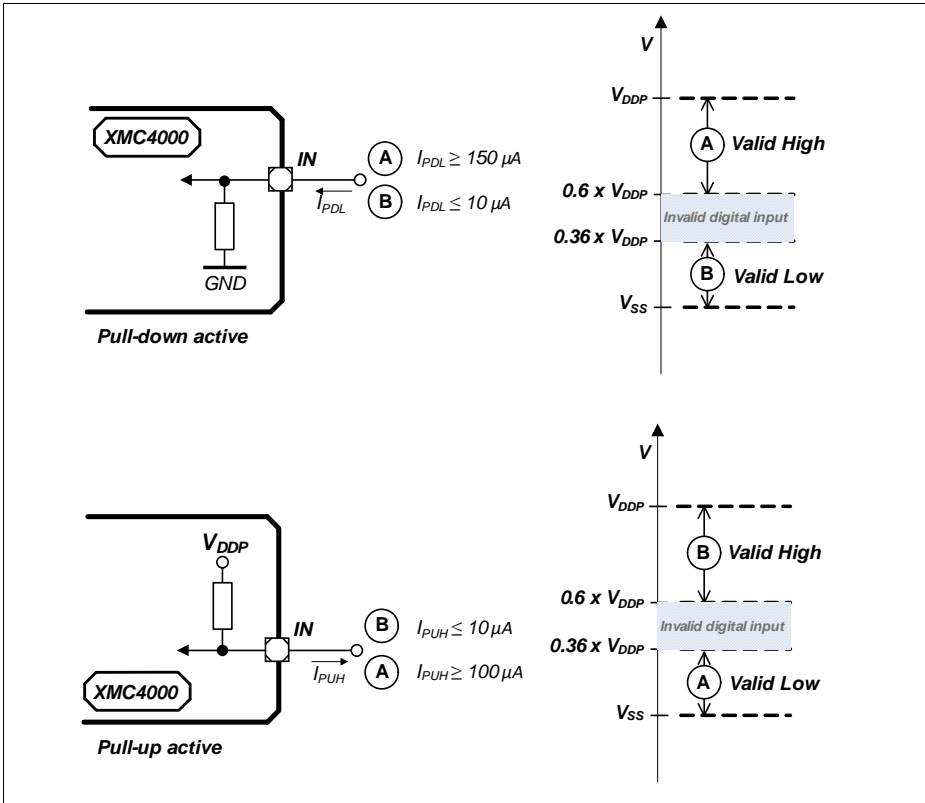 XMC4000
IN
I_PDL
A I_PDL ≥ 150 μA
B I_PDL ≤ 10 μA
GND
Pull-down active
V
V_DDP
A Valid High
0.6 x V_DDP
Invalid digital input
0.36 x V_DDP
B Valid Low
V_SS
V_DDP
IN
I_PUH
B I_PUH ≤ 10 μA
A I_PUH ≥ 100 μA
XMC4000
Pull-up active
V
V_DDP
B Valid High
0.6 x V_DDP
Invalid digital input
0.36 x V_DDP
A Valid Low
V_SS